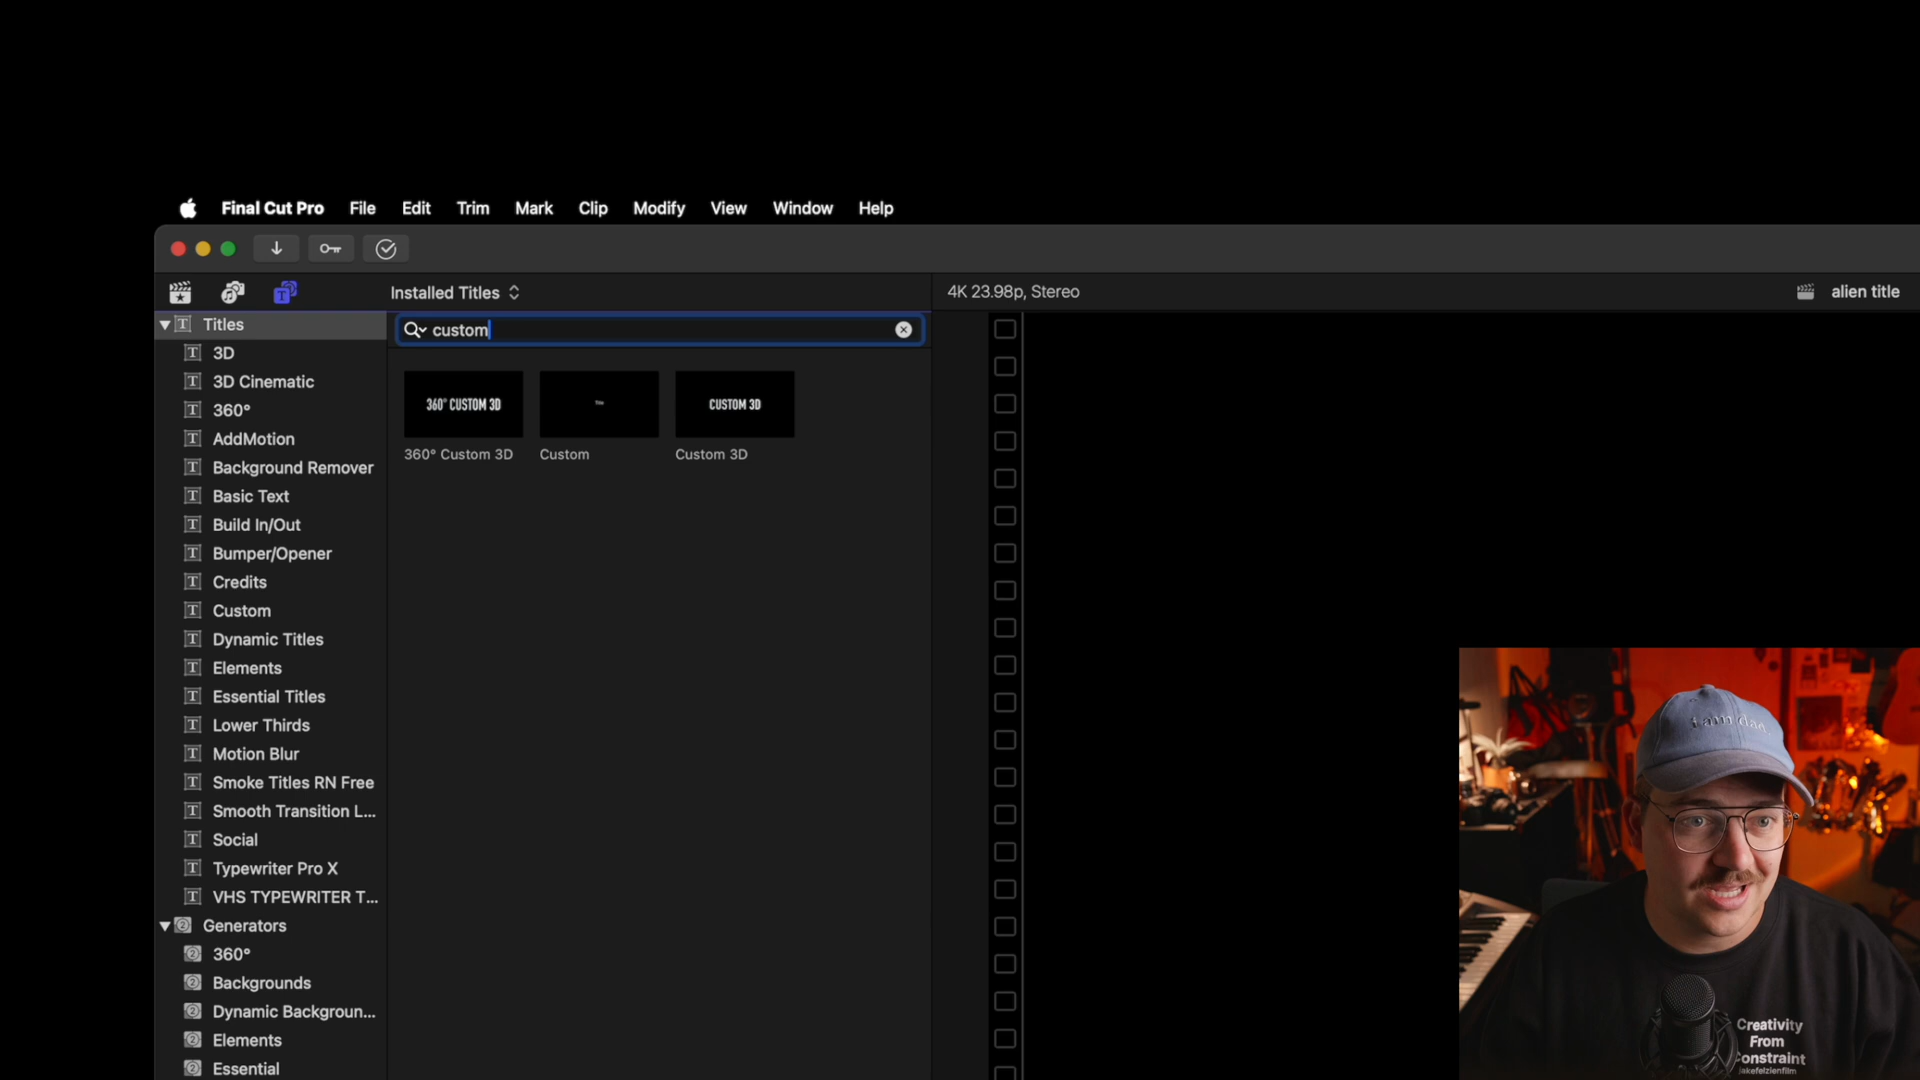 Final Cut Pro File Edit Trim Mark Clip Modify View Window Help
Installed Titles
4K 23.98p, Stereo
alien title
Titles
custom
3D
3D Cinematic
360°
AddMotion
Background Remover
Basic Text
Build In/Out
Bumper/Opener
Credits
Custom
Dynamic Titles
Elements
Essential Titles
Lower Thirds
Motion Blur
Smoke Titles RN Free
Smooth Transition L...
Social
Typewriter Pro X
VHS TYPEWRITER T...
Generators
360°
Backgrounds
Dynamic Backgroun...
Elements
Essential
360° CUSTOM 3D
Title
CUSTOM 3D
360° Custom 3D
Custom
Custom 3D
i am dad
Creativity
From
Constraint
jakefelzienfilm